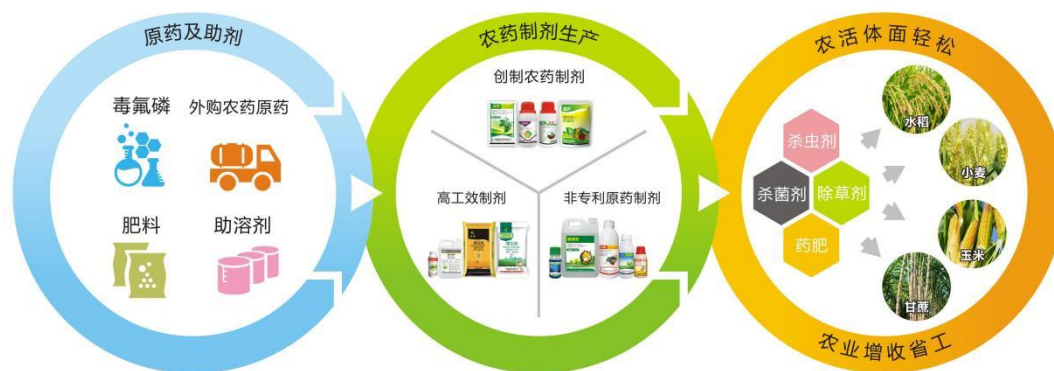 原药及助剂
毒氟磷
外购农药原药
肥料
助溶剂
农药制剂生产
创制农药制剂
高工效制剂
非专利原药制剂
农活体面轻松
杀虫剂
杀菌剂
除草剂
药肥
水稻
小麦
玉米
甘蔗
农业增收省工